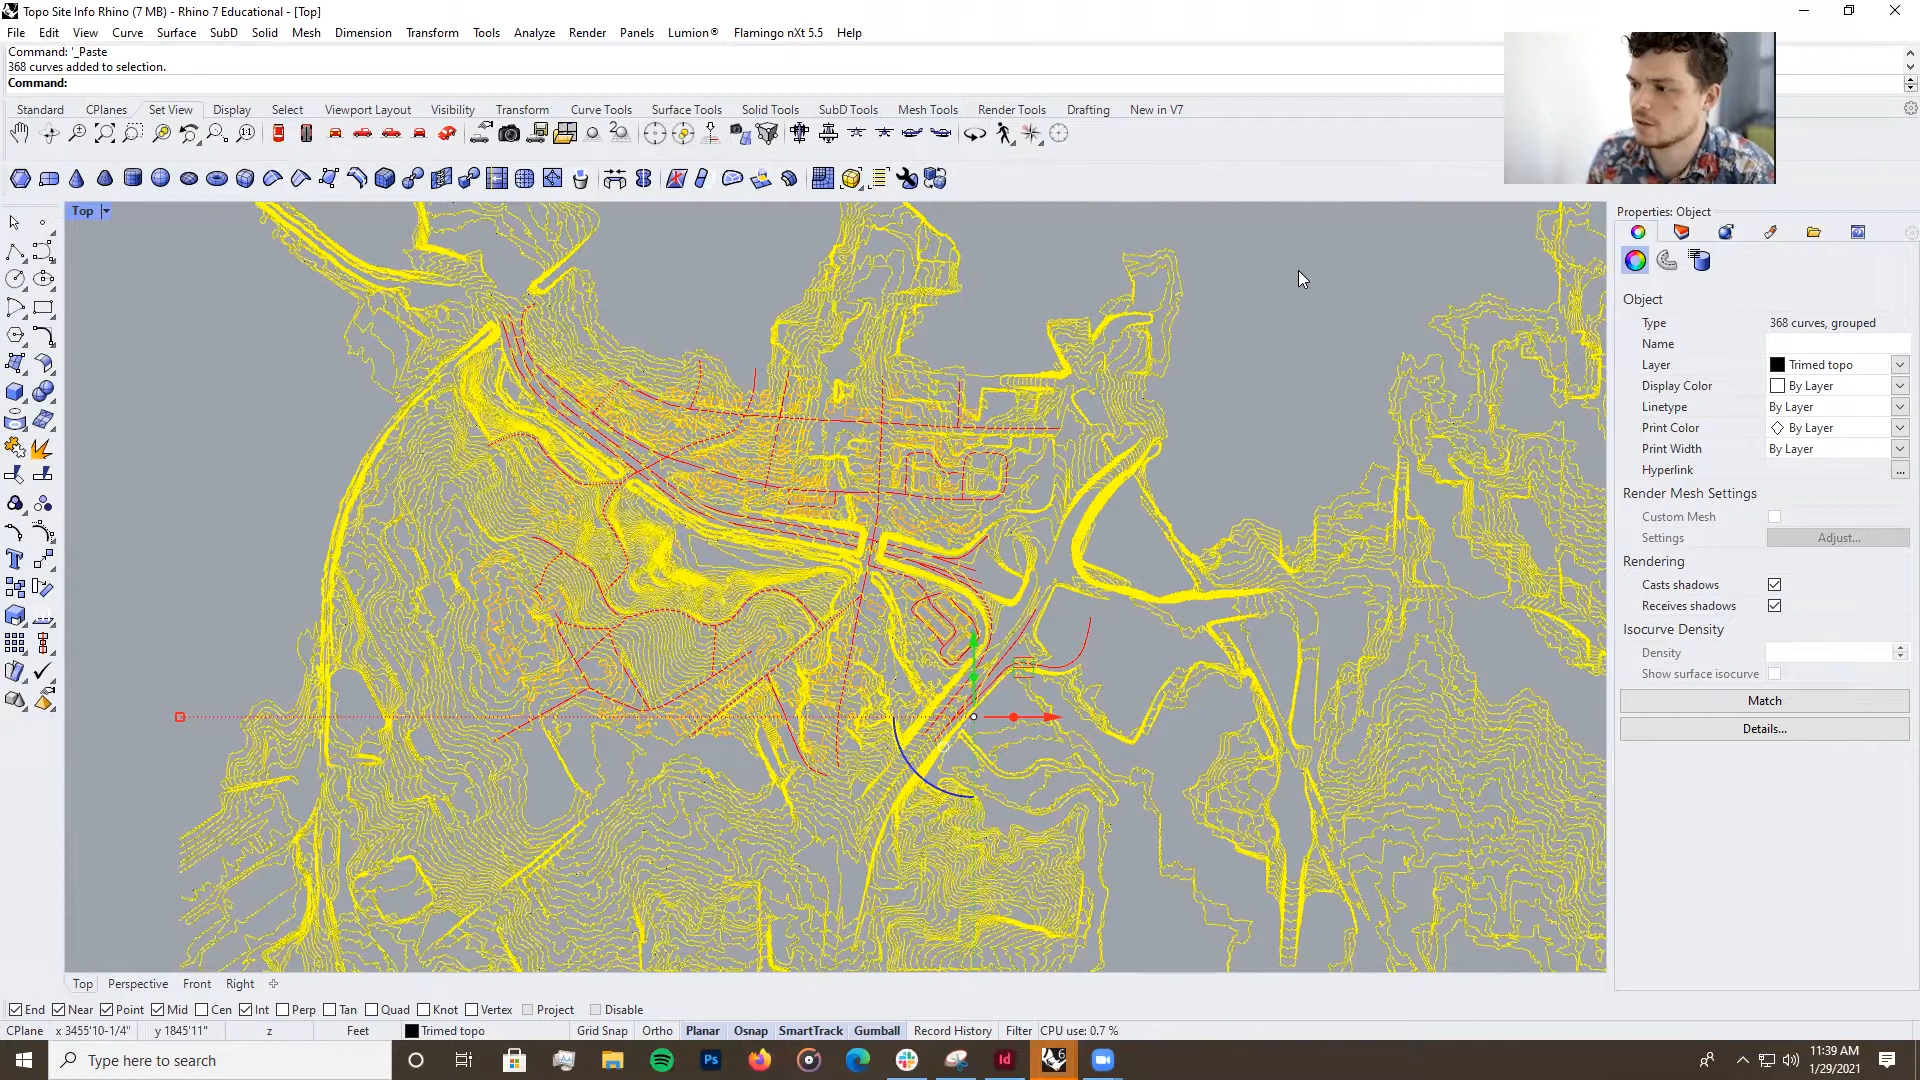 Topo Site Info Rhino (7 MB) - Rhino 7 Educational - [Top]
File Edit View Curve Surface SubD Solid Mesh Dimension Transform Tools Analyze Render Panels Lumion® Flamingo nXt 5.5 Help
Command: '_Paste
368 curves added to selection.
Command:
Standard CPlanes Set View Display Select Viewport Layout Visibility Transform Curve Tools Surface Tools Solid Tools SubD Tools Mesh Tools Render Tools Drafting New in V7
Top
Properties: Object
Object
Type 368 curves, grouped
Name
Layer Trimed topo
Display Color By Layer
Linetype By Layer
Print Color By Layer
Print Width By Layer
Hyperlink ...
Render Mesh Settings
Custom Mesh
Settings Adjust...
Rendering
Casts shadows
Receives shadows
Isocurve Density
Density
Show surface isocurve
Match
Details...
Top Perspective Front Right
End Near Point Mid Cen Int Perp Tan Quad Knot Vertex Project Disable
CPlane x 3455'10-1/4" y 1845'11" z Feet Trimed topo Grid Snap Ortho Planar Osnap SmartTrack Gumball Record History Filter CPU use: 0.7 %
Type here to search
Ps
Id
6
11:39 AM
1/29/2021